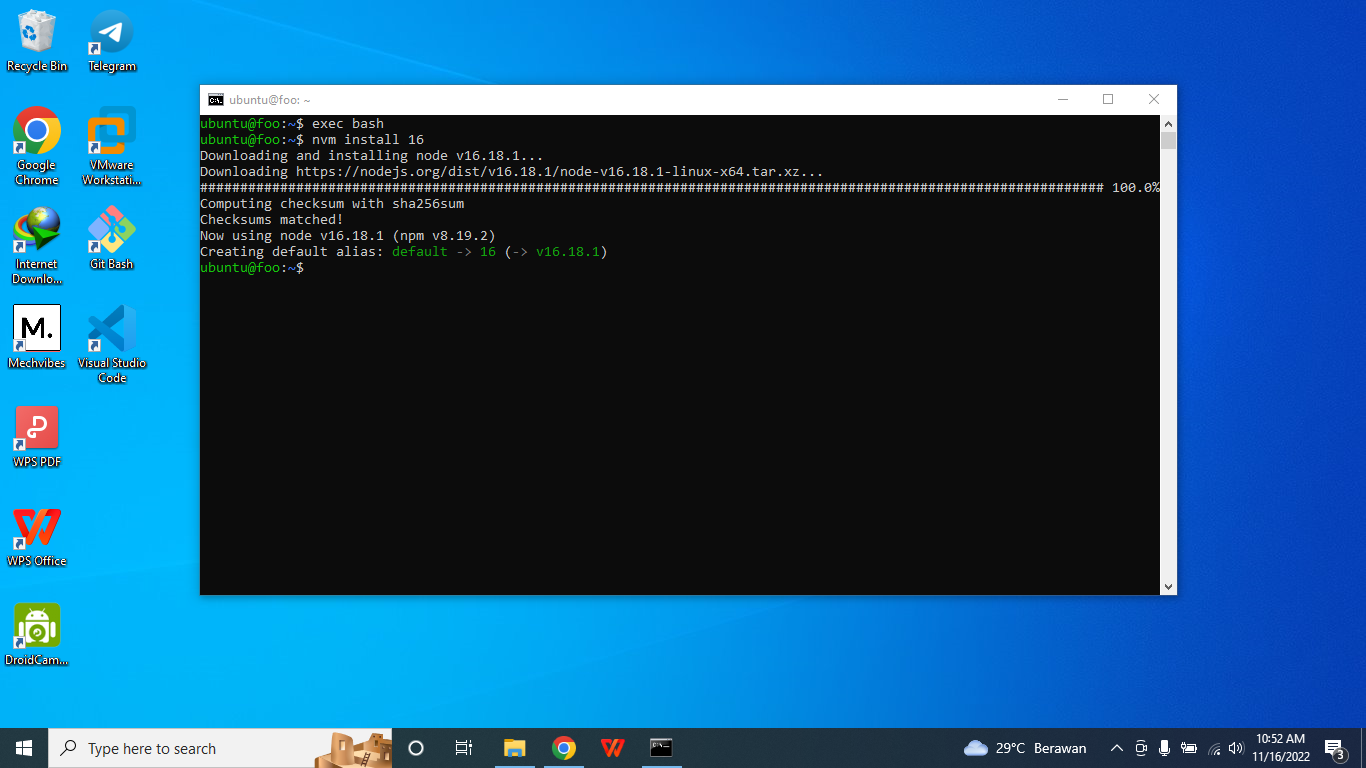 Recycle Bin
Telegram
Google Chrome
VMware Workstati...
Internet Downlo...
Git Bash
M.
Mechvibes
Visual Studio Code
WPS PDF
WPS Office
DroidCam...
C:\.
ubuntu@foo: ~
ubuntu@foo:~$ exec bash
ubuntu@foo:~$ nvm install 16
Downloading and installing node v16.18.1...
Downloading https://nodejs.org/dist/v16.18.1/node-v16.18.1-linux-x64.tar.xz...
################################################################################################################# 100.0%
Computing checksum with sha256sum
Checksums matched!
Now using node v16.18.1 (npm v8.19.2)
Creating default alias: default -> 16 (-> v16.18.1)
ubuntu@foo:~$
Type here to search
29°C Berawan
10:52 AM
11/16/2022
3